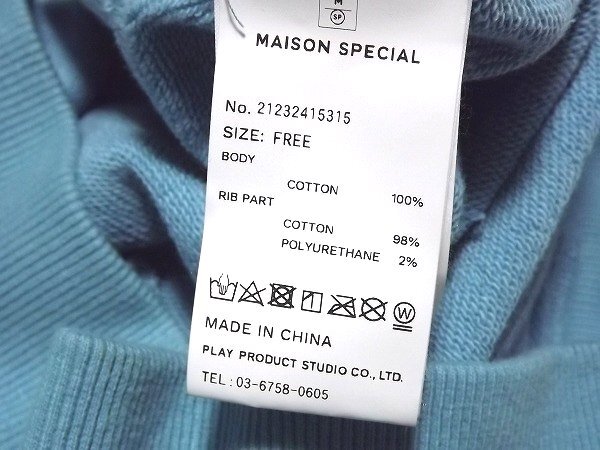 M
SP
MAISON SPECIAL
No. 21232415315
SIZE: FREE
BODY
COTTON 100%
RIB PART
COTTON 98%
POLYURETHANE 2%
W
MADE IN CHINA
PLAY PRODUCT STUDIO CO., LTD.
TEL : 03-6758-0605